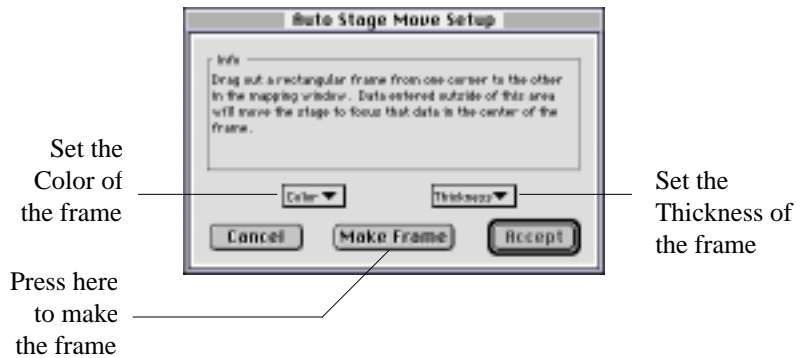 Auto Stage Move Setup
Info
Drag out a rectangular frame from one corner to the other
in the mapping window. Data entered outside of this area
will move the stage to focus that data in the center of the
frame.
Set the
Color of
the frame
Color
Thickness
Set the
Thickness of
the frame
Cancel
Make Frame
Accept
Press here
to make
the frame